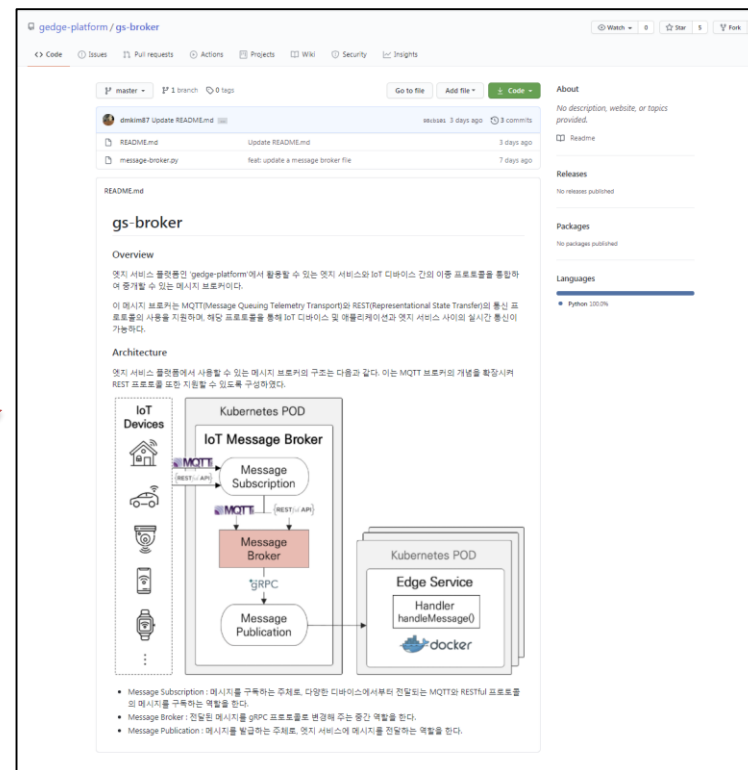 gedge-platform / gs-broker
Watch 0 Star 5 Fork
Code Issues Pull requests Actions Projects Wiki Security Insights
master 1 branch 0 tags Go to file Add file Code
dmkim87 Update README.md ... 3 days ago 3 commits
README.md Update README.md 3 days ago
message-broker.py feat: update a message broker file 7 days ago
About
No description, website, or topics
provided.
Readme
Releases
No releases published
Packages
No packages published
Languages
Python 100.0%
README.md
gs-broker
Overview
엣지 서비스 플랫폼인 'gedge-platform'에서 활용할 수 있는 엣지 서비스와 IoT 디바이스 간의 이종 프로토콜을 통합하
여 중개할 수 있는 메시지 브로커이다.
이 메시지 브로커는 MQTT(Message Queuing Telemetry Transport)와 REST(Representational State Transfer)의 통신 프
로토콜의 사용을 지원하며, 해당 프로토콜을 통해 IoT 디바이스 및 애플리케이션과 엣지 서비스 사이의 실시간 통신이
가능하다.
Architecture
엣지 서비스 플랫폼에서 사용할 수 있는 메시지 브로커의 구조는 다음과 같다. 이는 MQTT 브로커의 개념을 확장시켜
REST 프로토콜 또한 지원할 수 있도록 구성하였다.
IoT
Devices
Kubernetes POD
IoT Message Broker
MQTT
{REST API}
Message
Subscription
MQTT
{REST API}
Message
Broker
gRPC
Message
Publication
Kubernetes POD
Edge Service
Handler
handleMessage()
docker
• Message Subscription : 메시지를 구독하는 주체로, 다양한 디바이스에서부터 전달되는 MQTT와 RESTful 프로토콜
의 메시지를 구독하는 역할을 한다.
• Message Broker : 전달된 메시지를 gRPC 프로토콜로 변경해 주는 중간 역할을 한다.
• Message Publication : 메시지를 발급하는 주체로, 엣지 서비스에 메시지를 전달하는 역할을 한다.